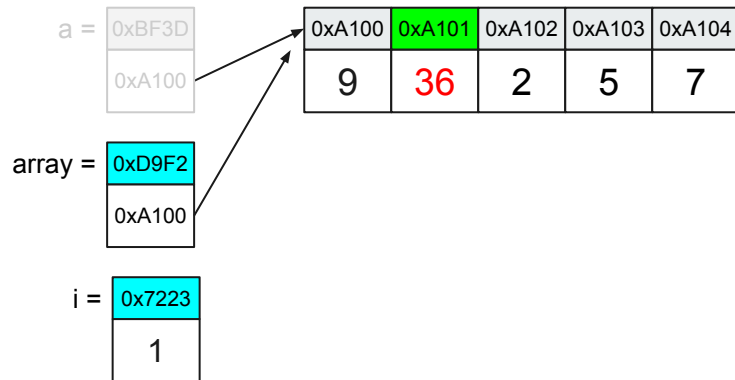 a = 0xBF3D 0xA100 0xA101 0xA102 0xA103 0xA104
0xA100 9 36 2 5 7
array = 0xD9F2
0xA100
i = 0x7223
1